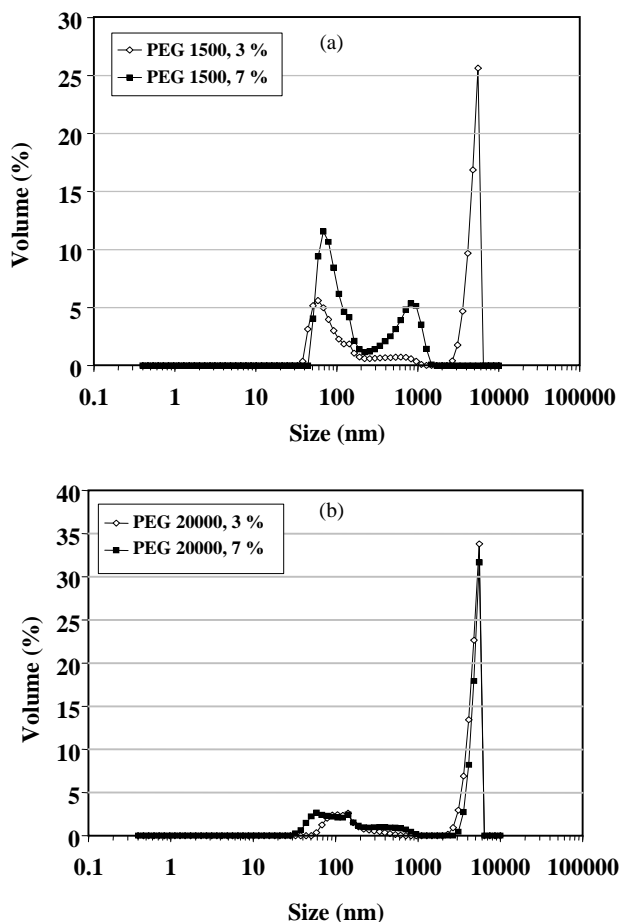 (a)
PEG 1500, 3 %
PEG 1500, 7 %
30
25
20
15
10
5
0
Volume (%)
0.1 1 10 100 1000 10000 100000
Size (nm)
(b)
PEG 20000, 3 %
PEG 20000, 7 %
40
35
30
25
20
15
10
5
0
Volume (%)
0.1 1 10 100 1000 10000 100000
Size (nm)